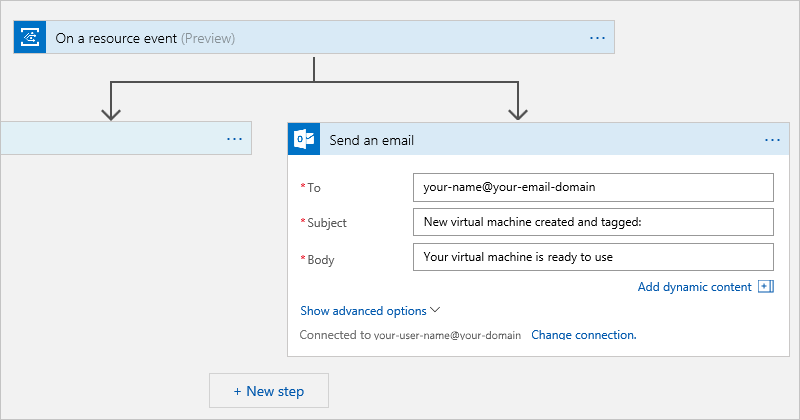 On a resource event (Preview)
...
...
Send an email
...
* To
your-name@your-email-domain
* Subject
New virtual machine created and tagged:
* Body
Your virtual machine is ready to use
Add dynamic content
Show advanced options
Connected to your-user-name@your-domain Change connection.
+ New step